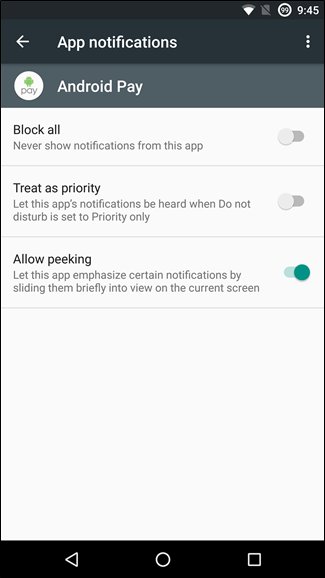 99 9:45
App notifications
pay Android Pay
Block all
Never show notifications from this app
Treat as priority
Let this app's notifications be heard when Do not
disturb is set to Priority only
Allow peeking
Let this app emphasize certain notifications by
sliding them briefly into view on the current screen